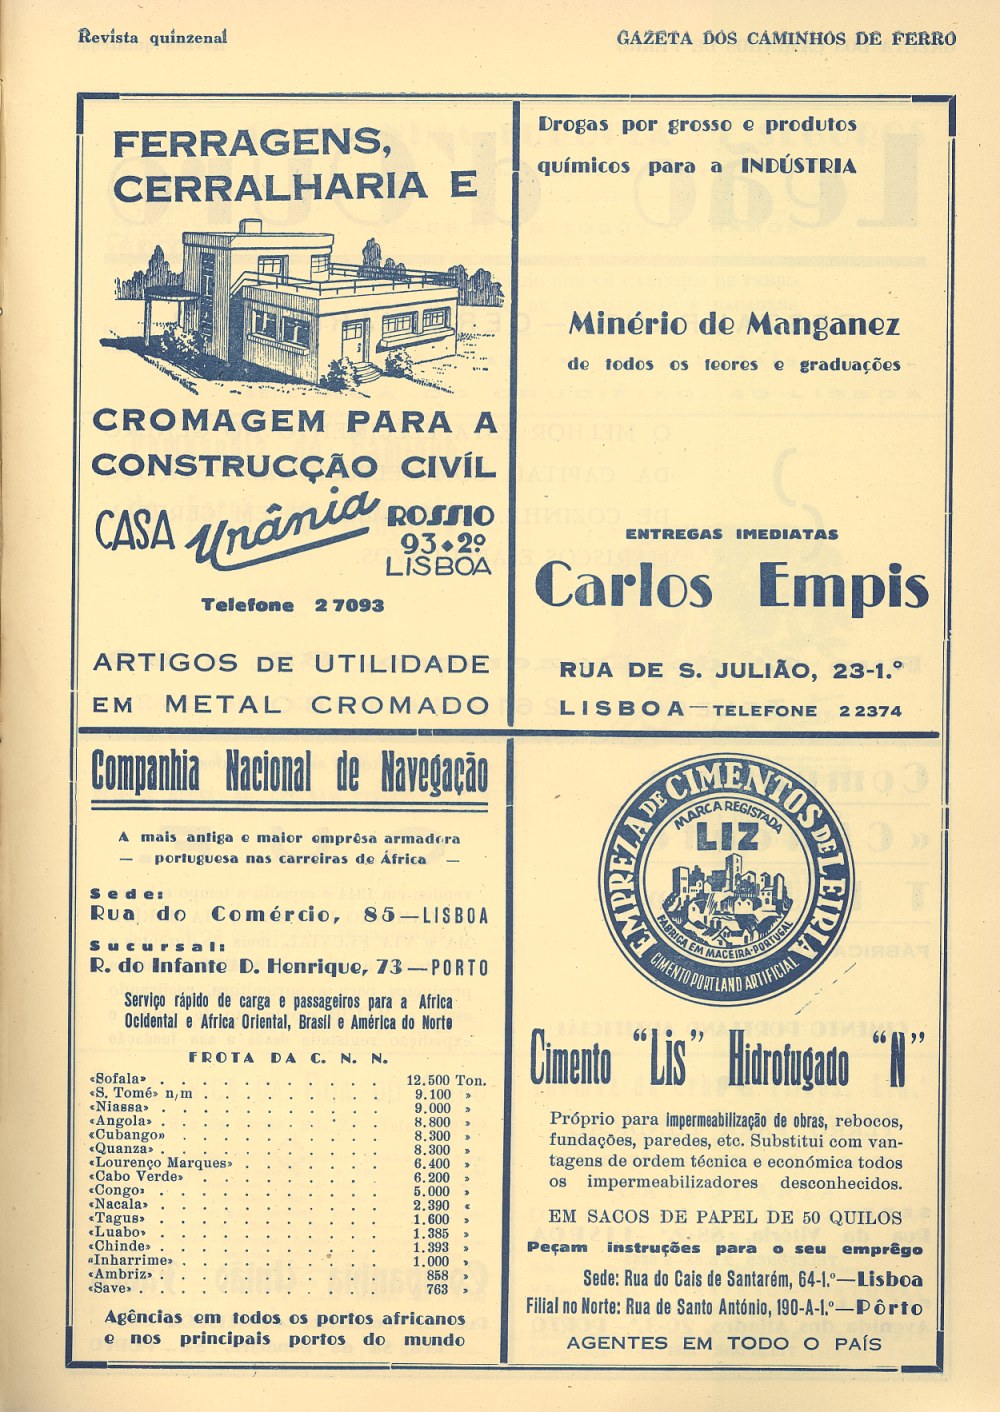 Revista quinzenal
GAZETA DOS CAMINHOS DE FERRO
FERRAGENS,
CERRALHARIA E
CROMAGEM PARA A
CONSTRUCÇÃO CIVÍL
CASA Urânia ROSSIO
93 • 2º
LISBOA
Telefone 2 7093
ARTIGOS DE UTILIDADE
EM METAL CROMADO
Drogas por grosso e produtos
químicos para a INDÚSTRIA
Minério de Manganez
de todos os teores e graduações
ENTREGAS IMEDIATAS
Carlos Empis
RUA DE S. JULIÃO, 23-1.º
LISBOA — TELEFONE 2 2374
Companhia Nacional de Navegação
A mais antiga e maior emprêsa armadora
— portuguesa nas carreiras de África —
Sede:
Rua do Comércio, 85 — LISBOA
Sucursal:
R. do Infante D. Henrique, 73 — PORTO
Serviço rápido de carga e passageiros para a Africa
Ocidental e Africa Oriental, Brasil e América do Norte
FROTA DA C. N. N.
«Sofala» . . . . . . . . . . 12.500 Ton.
«S. Tomé» n/m . . . . . . . . . 9.100 »
«Niassa» . . . . . . . . . . 9.000 »
«Angola» . . . . . . . . . . 8.800 »
«Cubango» . . . . . . . . . . 8.300 »
«Quanza» . . . . . . . . . . 8.300 »
«Lourenço Marques» . . . . . . . 6.400 »
«Cabo Verde» . . . . . . . . . 6.200 »
«Congo» . . . . . . . . . . 5.000 »
«Nacala» . . . . . . . . . . 2.390 «
«Tagus» . . . . . . . . . . 1.600 »
«Luabo» . . . . . . . . . . 1.385 »
«Chinde» . . . . . . . . . . 1.393 »
«Inharrime» . . . . . . . . . 1.000 »
«Ambriz» . . . . . . . . . . 858 »
«Save» . . . . . . . . . . 763 »
Agências em todos os portos africanos
e nos principais portos do mundo
EMPREZA DE CIMENTOS DE LEIRIA
MARCA REGISTADA
LIZ
FABRICA EM MACEIRA-PORTUGAL
CIMENTO PORTLAND ARTIFICIAL
Cimento "Lis" Hidrofugado "N"
Próprio para impermeabilização de obras, rebocos,
fundações, paredes, etc. Substitui com van-
tagens de ordem técnica e económica todos
os impermeabilizadores desconhecidos.
EM SACOS DE PAPEL DE 50 QUILOS
Peçam instruções para o seu emprêgo
Sede: Rua do Cais de Santarém, 64-1.º — Lisboa
Filial no Norte: Rua de Santo António, 190-A-1.º — Pôrto
AGENTES EM TODO O PAÍS